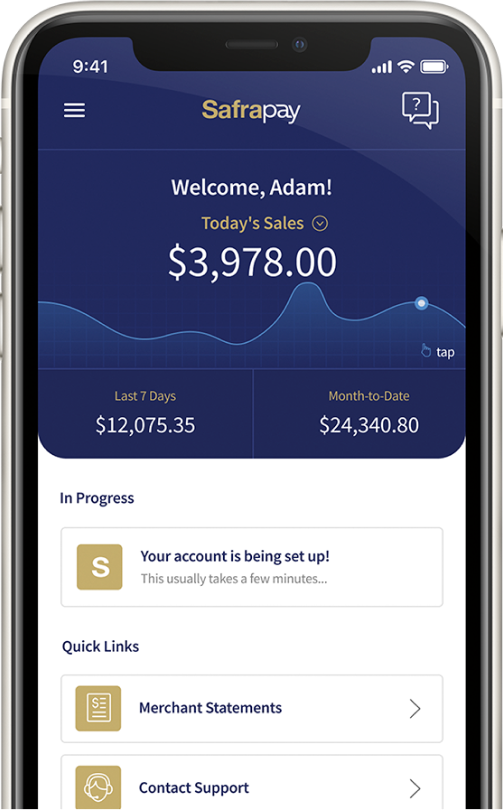 9:41
Safrapay
?
Welcome, Adam!
Today's Sales
$3,978.00
tap
Last 7 Days
Month-to-Date
$12,075.35
$24,340.80
In Progress
S
Your account is being set up!
This usually takes a few minutes...
Quick Links
$
Merchant Statements
Contact Support